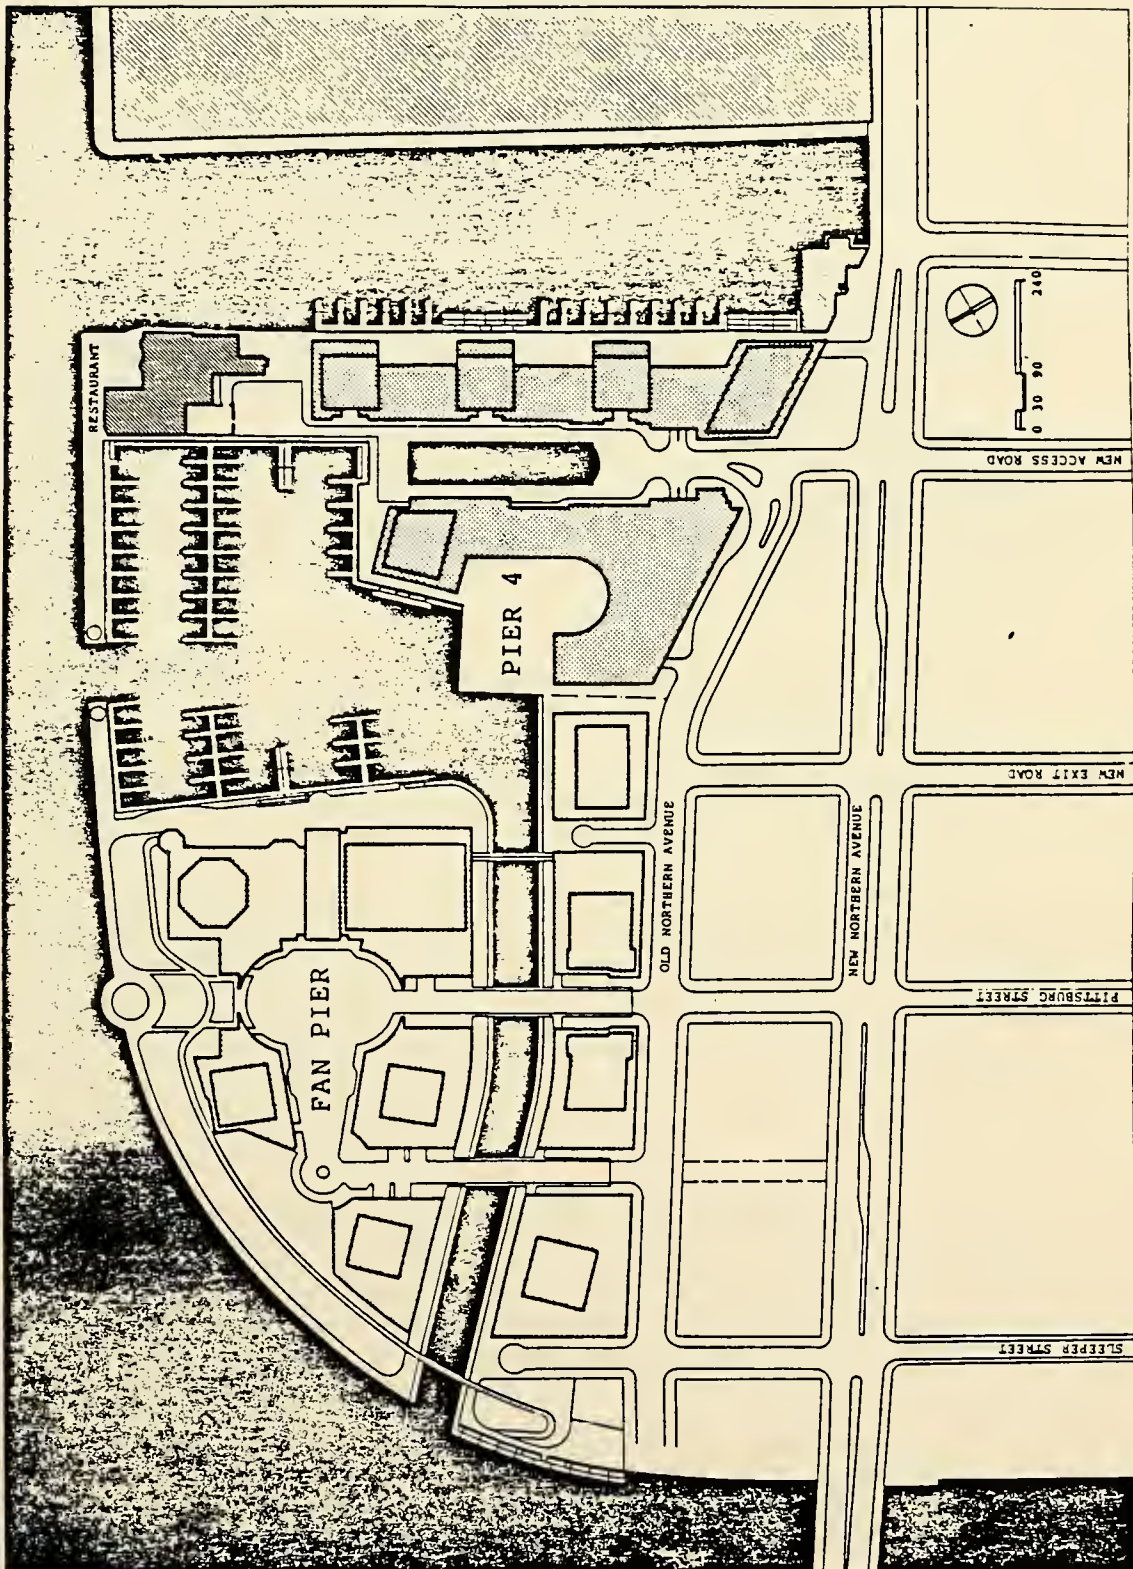 RESTAURANT
PIER 4
FAN PIER
OLD NORTHERN AVENUE
NEW NORTHERN AVENUE
0 30 90 240
NEW ACCESS ROAD
NEW EXIT ROAD
PITTSBURG STREET
SLEEPER STREET